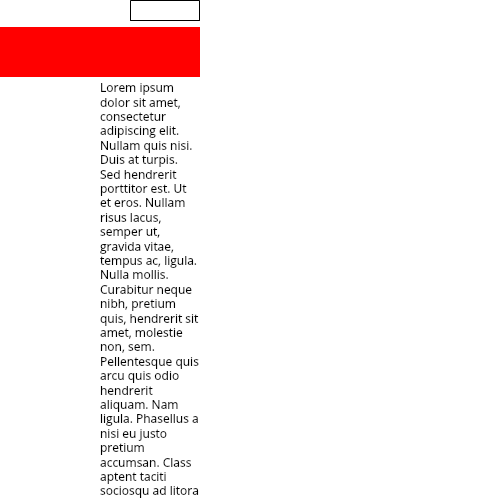 Lorem ipsum
dolor sit amet,
consectetur
adipiscing elit.
Nullam quis nisi.
Duis at turpis.
Sed hendrerit
porttitor est. Ut
et eros. Nullam
risus lacus,
semper ut,
gravida vitae,
tempus ac, ligula.
Nulla mollis.
Curabitur neque
nibh, pretium
quis, hendrerit sit
amet, molestie
non, sem.
Pellentesque quis
arcu quis odio
hendrerit
aliquam. Nam
ligula. Phasellus a
nisi eu justo
pretium
accumsan. Class
aptent taciti
sociosqu ad litora